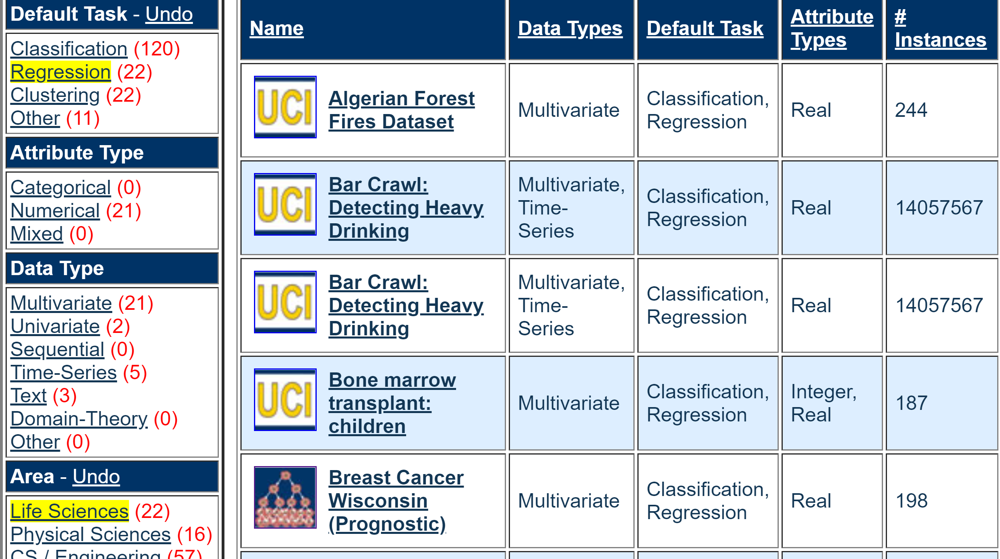 Default Task - Undo
Classification (120)
Regression (22)
Clustering (22)
Other (11)
Attribute Type
Categorical (0)
Numerical (21)
Mixed (0)
Data Type
Multivariate (21)
Univariate (2)
Sequential (0)
Time-Series (5)
Text (3)
Domain-Theory (0)
Other (0)
Area - Undo
Life Sciences (22)
Physical Sciences (16)
CS / Engineering (57)
Name
Data Types
Default Task
Attribute
Types
#
Instances
UCI
Algerian Forest
Fires Dataset
Multivariate
Classification,
Regression
Real
244
UCI
Bar Crawl:
Detecting Heavy
Drinking
Multivariate,
Time-
Series
Classification,
Regression
Real
14057567
UCI
Bar Crawl:
Detecting Heavy
Drinking
Multivariate,
Time-
Series
Classification,
Regression
Real
14057567
UCI
Bone marrow
transplant:
children
Multivariate
Classification,
Regression
Integer,
Real
187
Breast Cancer
Wisconsin
(Prognostic)
Multivariate
Classification,
Regression
Real
198